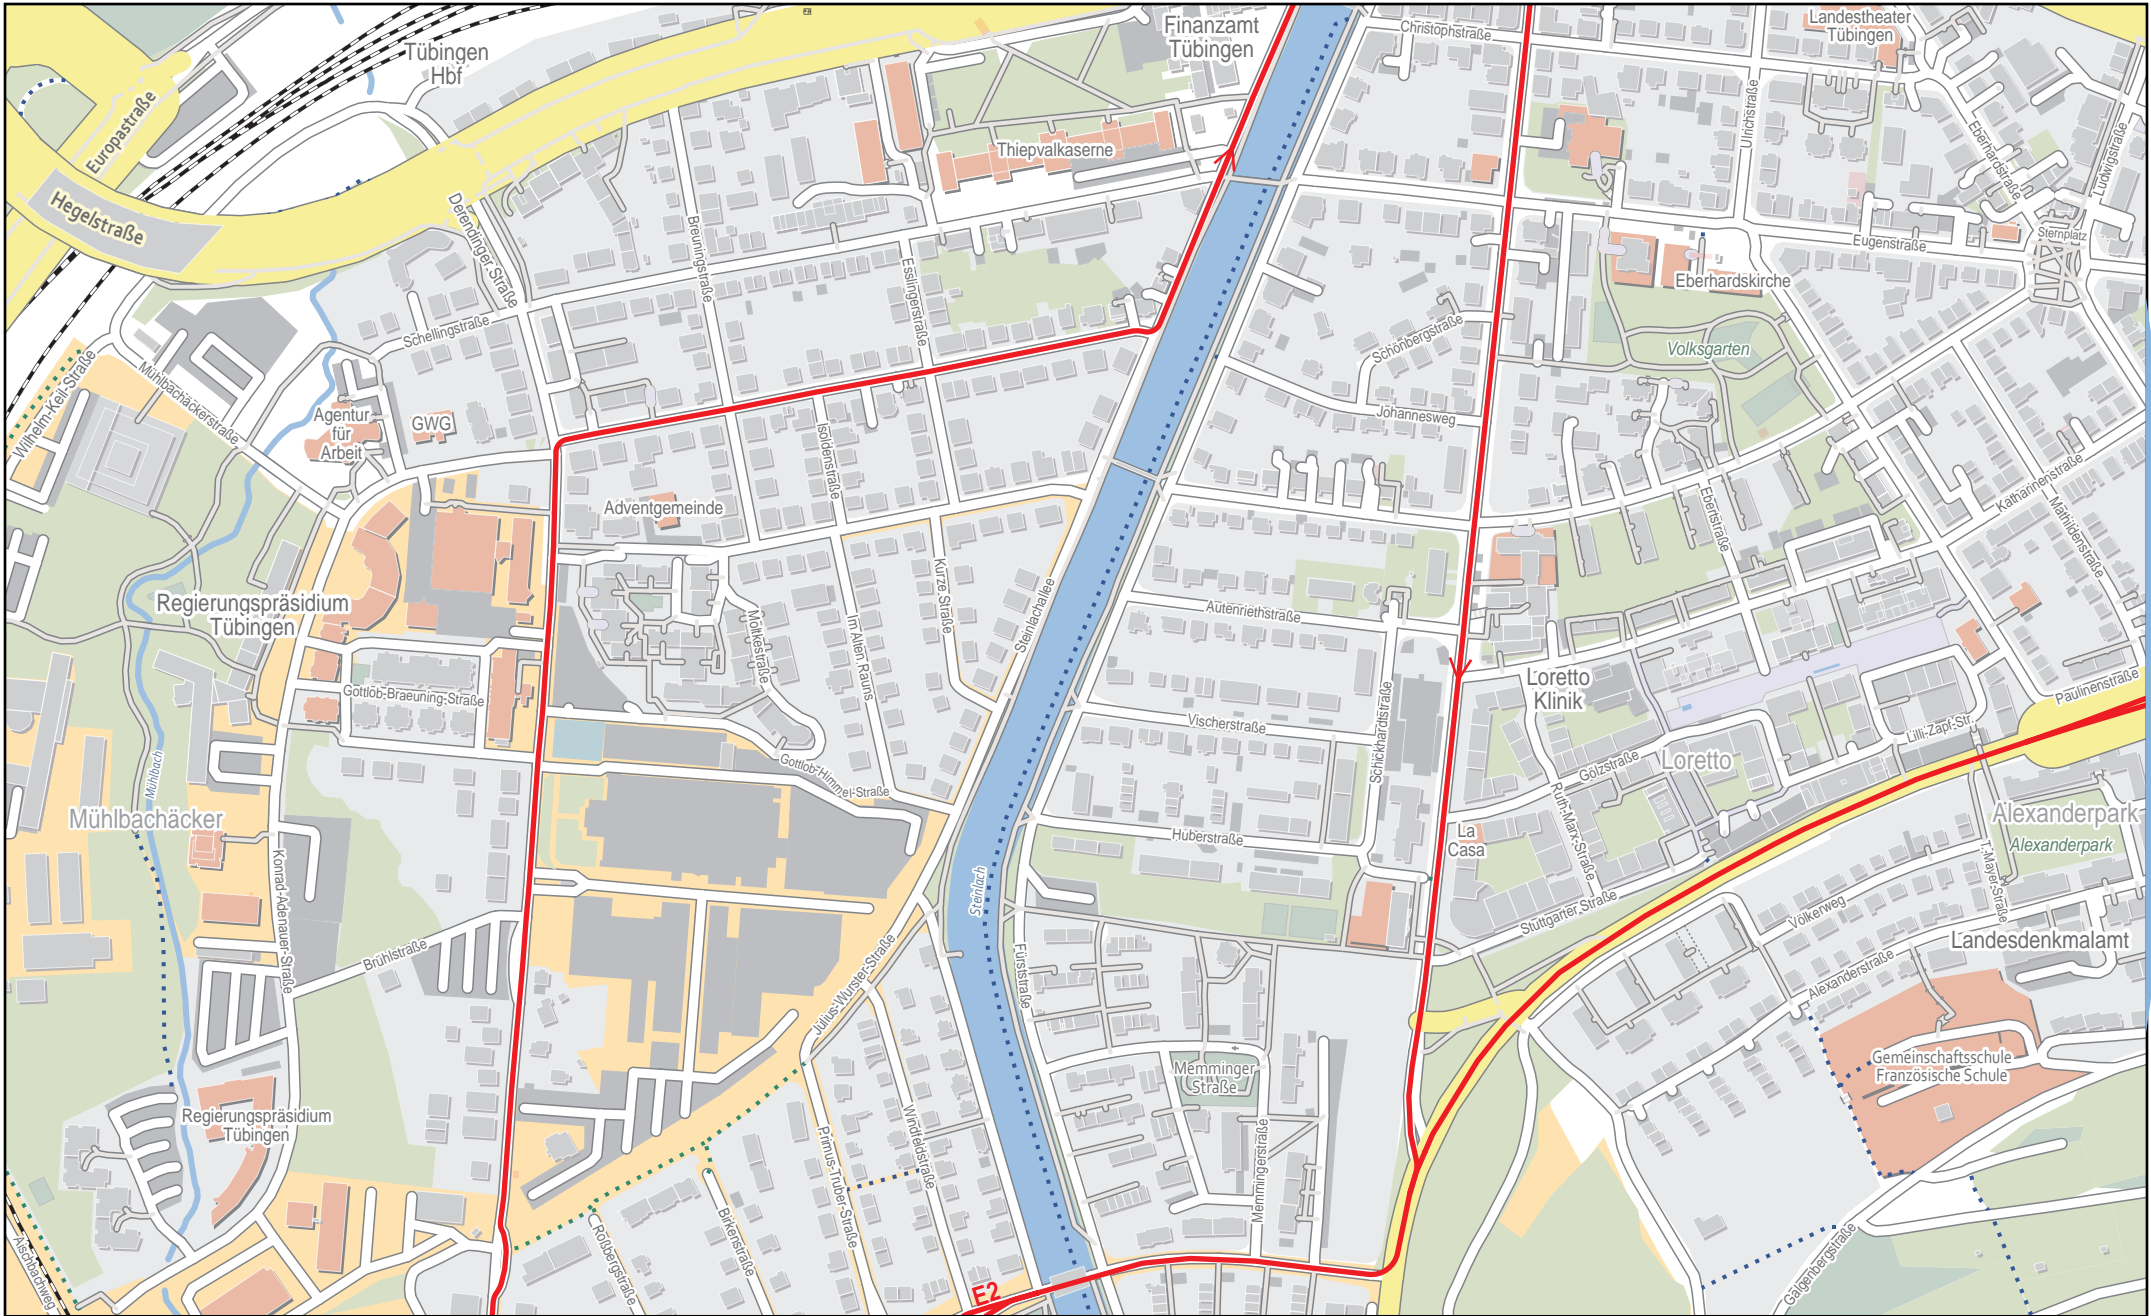 Tübingen
Hbf
Finanzamt
Tübingen
Christophstraße
Landestheater
Tübingen
Europastraße
Hegelstraße
Thiepvalkaserne
Ulrichstraße
Eberhardstraße
Ludwigstraße
Derendinger-Straße
Breuningstraße
Esslingerstraße
Eugenstraße
Sternplatz
Eberhardskirche
Schellingstraße
Schönbergstraße
Volksgarten
Wilhelm-Keil-Straße
Mühlbachäckerstraße
Agentur
für
Arbeit
GWG
Johannesweg
Isoldenstraße
Adventgemeinde
Ebertstraße
Katharinenstraße
Mathildenstraße
Regierungspräsidium
Tübingen
Moltkestraße
Im Alten Rauns
Kurze Straße
Steinlachallee
Autenriethstraße
Loretto
Klinik
Gottlob-Braeuning-Straße
Vischerstraße
Schickhardtstraße
Paulinenstraße
Lilli-Zapf-Str.
Mühlbach
Gottlob-Himmel-Straße
Gölzstraße
Loretto
Mühlbachäcker
Huberstraße
La
Casa
Ruth-Marx-Straße
Alexanderpark
Alexanderpark
T.-Mayer-Straße
Konrad-Adenauer-Straße
Steinlach
Stuttgarter Straße
Völkerweg
Brühlstraße
Julius-Wurster-Straße
Fürststraße
Landesdenkmalamt
Alexanderstraße
Memminger
Straße
Gemeinschaftsschule
Französische Schule
Regierungspräsidium
Tübingen
Primus-Truber-Straße
Windfeldstraße
Memmingerstraße
Birkenstraße
Roßbergstraße
Aischbachweg
Galgenbergstraße
E2